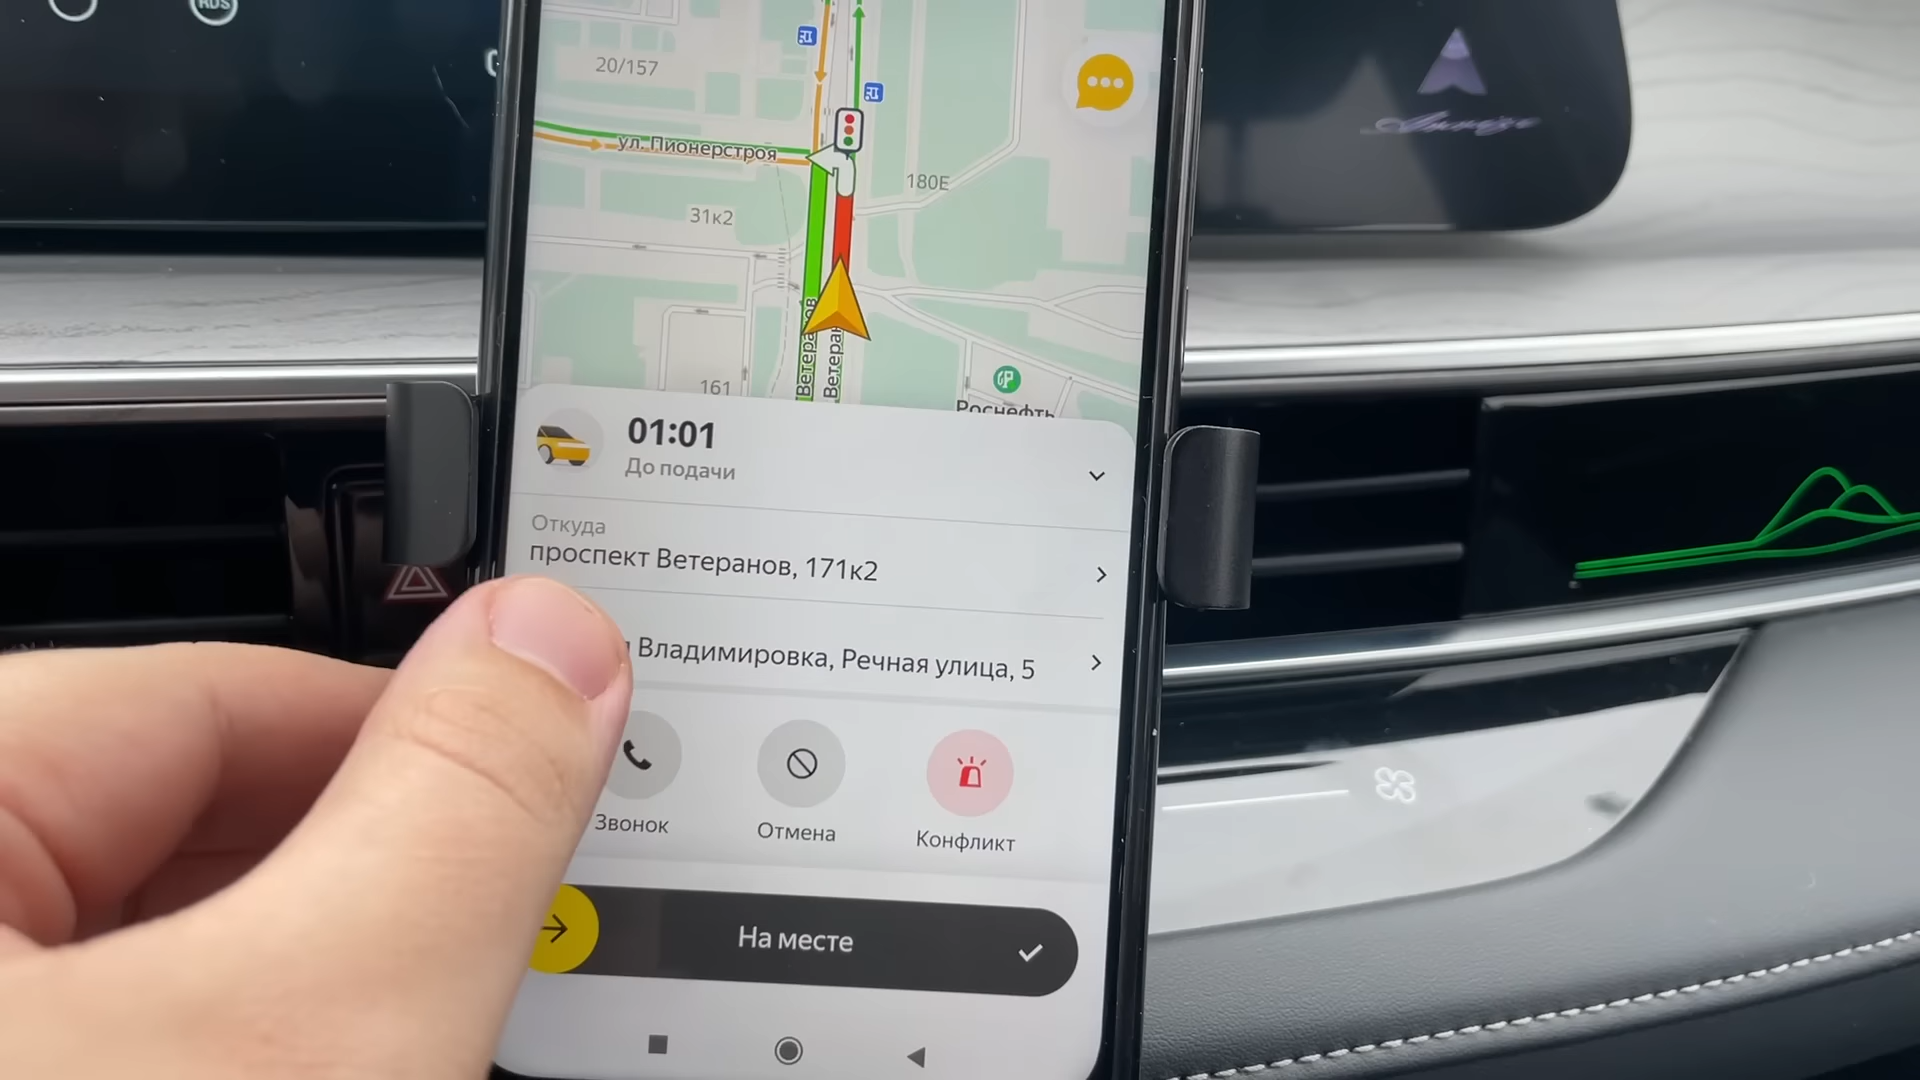 RDS
20/157
ул. Пионерстроя
180Е
31к2
161
Ветеранов
Ветеран
Роснефть
01:01
До подачи
Откуда
проспект Ветеранов, 171к2
Владимировка, Речная улица, 5
Звонок
Отмена
Конфликт
На месте